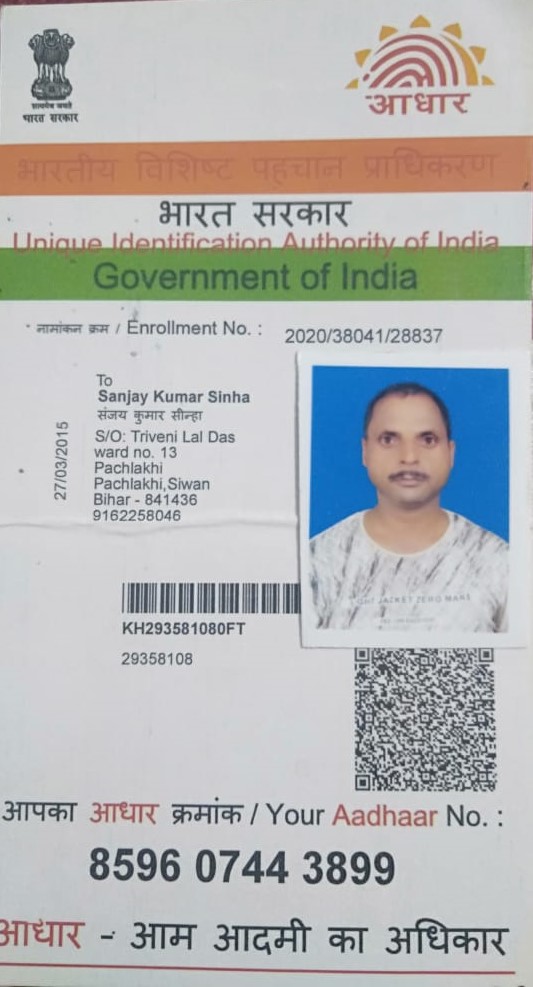 सत्यमेव जयते
भारत सरकार
आधार
भारतीय विशिष्ट पहचान प्राधिकरण
भारत सरकार
Unique Identification Authority of India
Government of India
नामांकन क्रम / Enrollment No. : 2020/38041/28837
To
Sanjay Kumar Sinha
संजय कुमार सीन्हा
S/O: Triveni Lal Das
ward no. 13
Pachlakhi
Pachlakhi,Siwan
Bihar - 841436
9162258046
27/03/2015
JACKET ZERO
KH293581080FT
29358108
आपका आधार क्रमांक / Your Aadhaar No. :
8596 0744 3899
आधार - आम आदमी का अधिकार